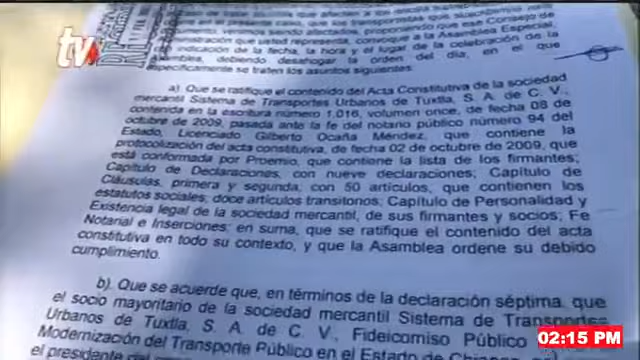 tv
en el presente caso, que los transportistas que suscribimos
documento, veremos siendo afectados, proponiendo que ese Consejo de
Administración que usted representa, convoque a la Asamblea Especial,
indicación de fecha, la hora y el lugar de la celebración de la
Asamblea, debiendo desahogar la orden del día, en el que
específicamente se traten los asuntos siguientes:
a) Que se ratifique el contenido del Acta Constitutiva de la sociedad
mercantil Sistema de Transportes Urbanos de Tuxtla, S. A. de C. V.,
contenida en la escritura número 1,016, volumen once, de fecha 08 de
octubre de 2009, pasada ante la fe del notario público número 94 del
Estado, Licenciado Gilberto Ocaña Méndez, que contiene la
protocolización del acta constitutiva, de fecha 02 de octubre de 2009, que
está conformada por Proemio, que contiene la lista de los firmantes;
Capítulo de Declaraciones, con nueve declaraciones; Capítulo de
Cláusulas, primera y segunda, con 50 artículos, que contienen los
estatutos sociales; doce artículos transitorios; Capítulo de Personalidad y
Existencia legal de la sociedad mercantil, de sus firmantes y socios; Fe
Notarial e Inserciones; en suma, que se ratifique el contenido del acta
constitutiva en todo su contexto, y que la Asamblea ordene su debido
cumplimiento.
b). Que se acuerde que, en términos de la declaración séptima, que
el socio mayoritario de la sociedad mercantil Sistema de Transportes
Urbanos de Tuxtla, S. A. de C. V., Fideicomiso Público
Modernización del Transporte Público en el Estado de
el presidente del
02:15 PM